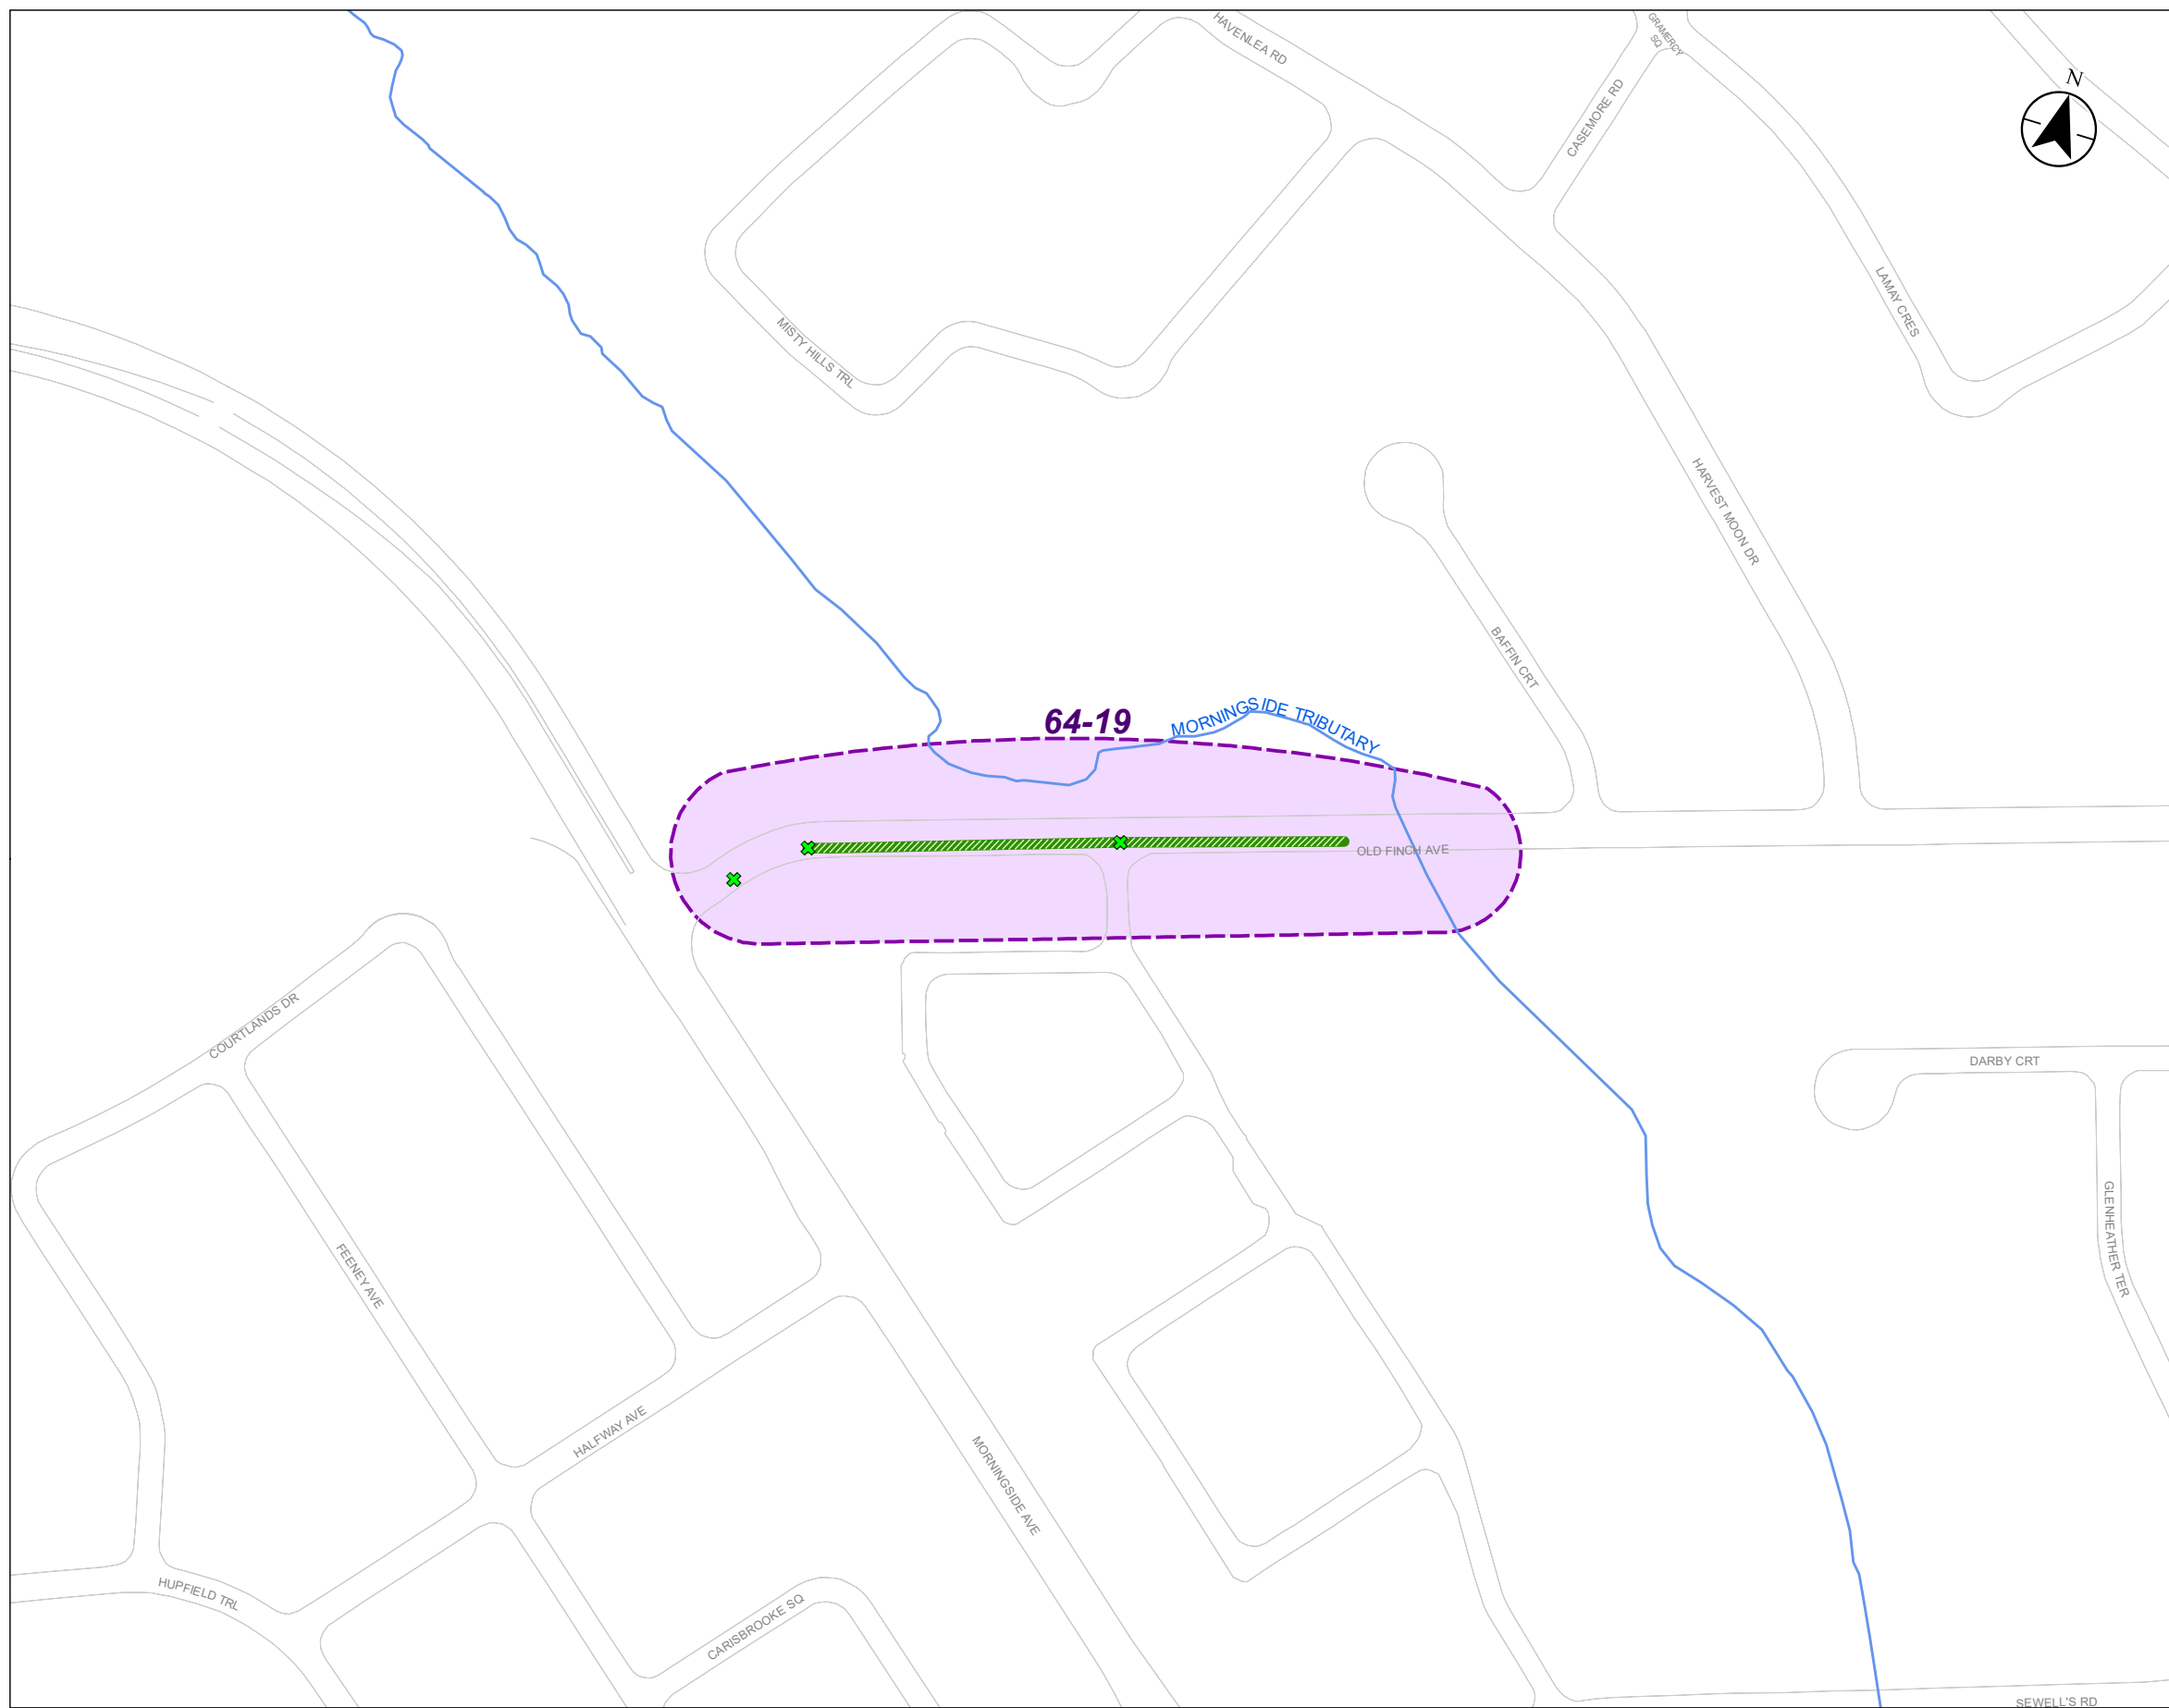 HAVENLEA RD
GRAMERCY
SQ
N
CASEMORE RD
LAMAY CRES
MISTY HILLS TRL
HARVEST MOON DR
BAFFIN CRT
64-19
MORNINGSIDE TRIBUTARY
OLD FINCH AVE
COURTLANDS DR
DARBY CRT
GLENHEATHER TER
FEENEY AVE
HALFWAY AVE
MORNINGSIDE AVE
HUPFIELD TRL
CARISBROOKE SQ
SEWELL'S RD